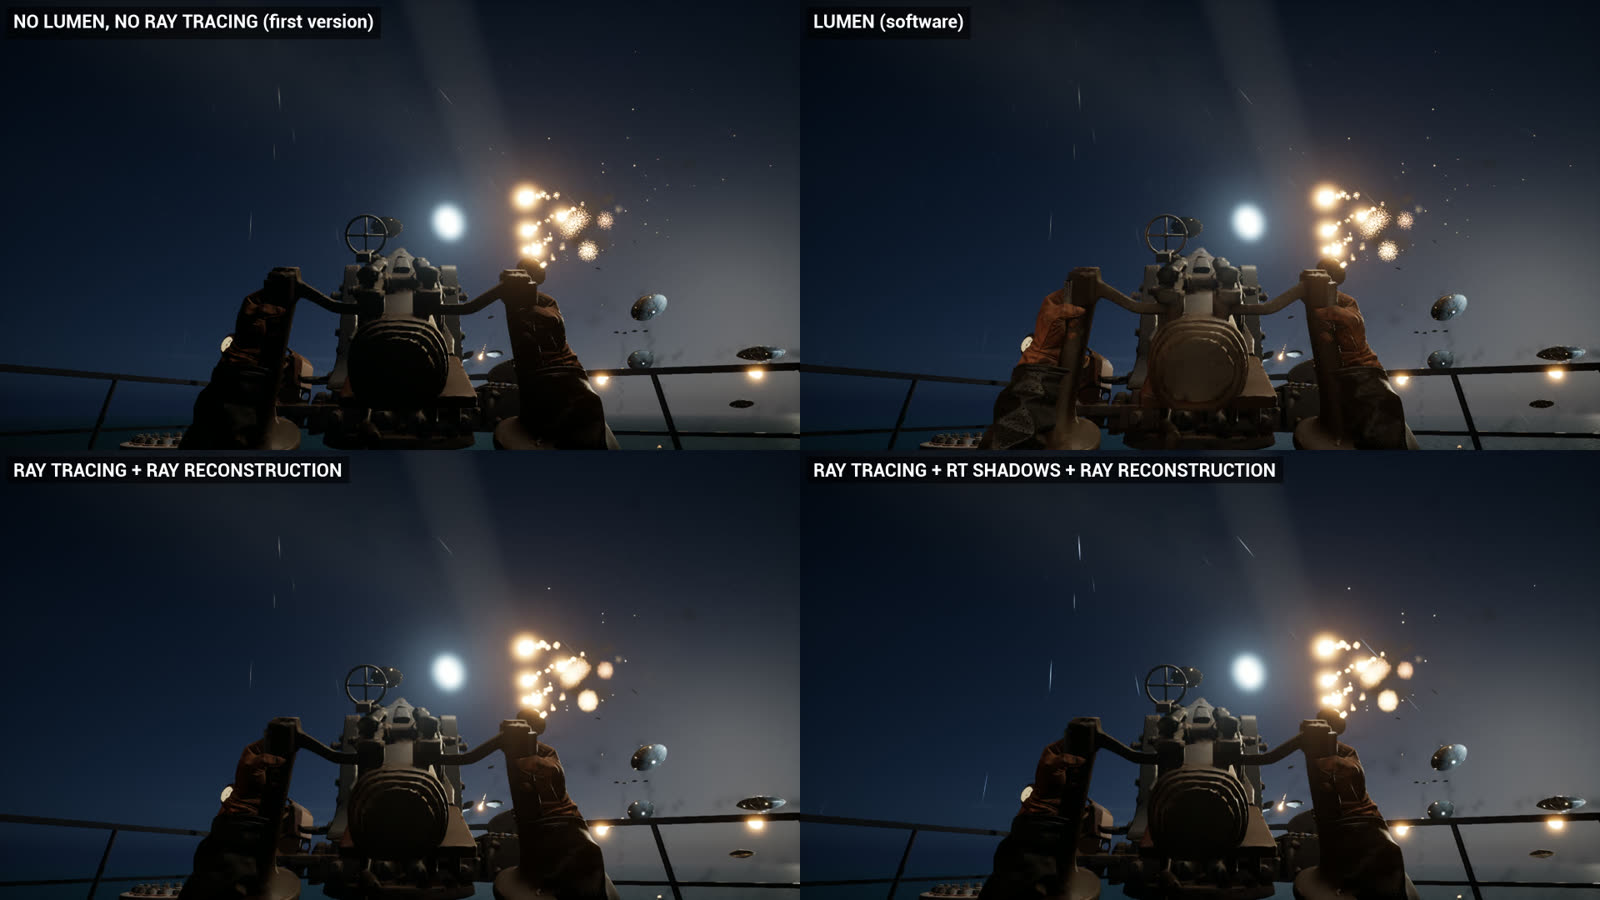 NO LUMEN, NO RAY TRACING (first version)
LUMEN (software)
RAY TRACING + RAY RECONSTRUCTION
RAY TRACING + RT SHADOWS + RAY RECONSTRUCTION